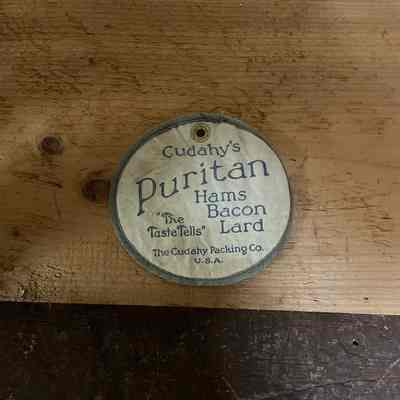 Cudahy's
Puritan
Hams
"The Bacon
Taste Tells" Lard
The Cudahy Packing Co.
U.S.A.